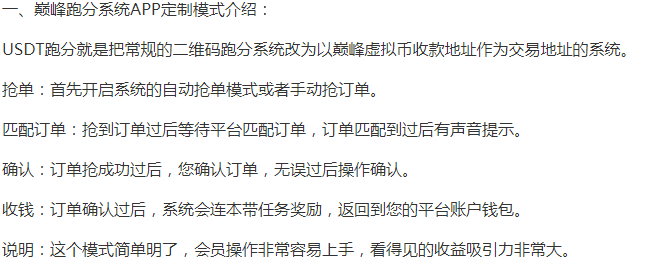 一、巅峰跑分系统APP定制模式介绍：
USDT跑分就是把常规的二维码跑分系统改为以巅峰虚拟币收款地址作为交易地址的系统。
抢单：首先开启系统的自动抢单模式或者手动抢订单。
匹配订单：抢到订单过后等待平台匹配订单，订单匹配到过后有声音提示。
确认：订单抢成功过后，您确认订单，无误过后操作确认。
收钱：订单确认过后，系统会连本带任务奖励，返回到您的平台账户钱包。
说明：这个模式简单明了，会员操作非常容易上手，看得见的收益吸引力非常大。